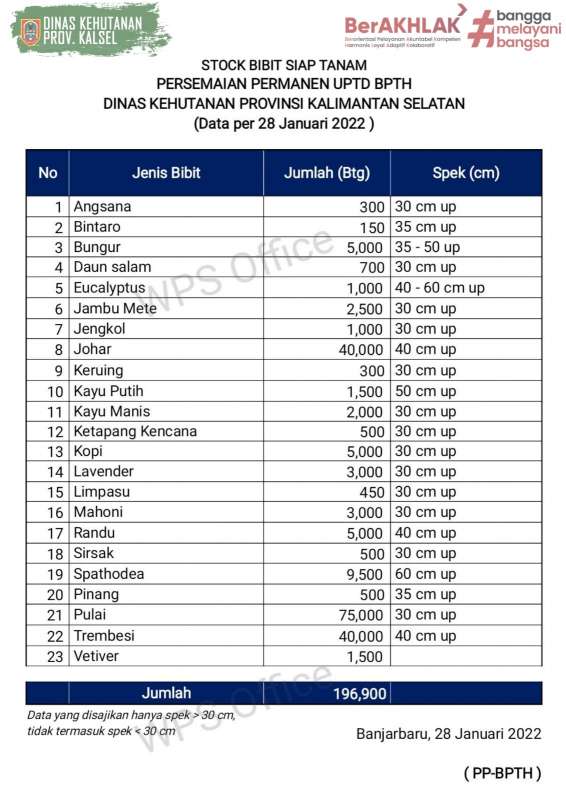 DINAS KEHUTANAN
PROV. KALSEL
BerAKHLAK
Berorientasi Pelayanan Akuntabel Kompeten
Harmonis Loyal Adaptif Kolaboratif
#bangga
melayani
bangsa
STOCK BIBIT SIAP TANAM
PERSEMAIAN PERMANEN UPTD BPTH
DINAS KEHUTANAN PROVINSI KALIMANTAN SELATAN
(Data per 28 Januari 2022 )
No Jenis Bibit Jumlah (Btg) Spek (cm)
1 Angsana 300 30 cm up
2 Bintaro 150 35 cm up
3 Bungur 5,000 35 - 50 up
4 Daun salam 700 30 cm up
5 Eucalyptus 1,000 40 - 60 cm up
6 Jambu Mete 2,500 30 cm up
7 Jengkol 1,000 30 cm up
8 Johar 40,000 40 cm up
9 Keruing 300 30 cm up
10 Kayu Putih 1,500 50 cm up
11 Kayu Manis 2,000 30 cm up
12 Ketapang Kencana 500 30 cm up
13 Kopi 5,000 30 cm up
14 Lavender 3,000 30 cm up
15 Limpasu 450 30 cm up
16 Mahoni 3,000 30 cm up
17 Randu 5,000 40 cm up
18 Sirsak 500 30 cm up
19 Spathodea 9,500 60 cm up
20 Pinang 500 35 cm up
21 Pulai 75,000 30 cm up
22 Trembesi 40,000 40 cm up
23 Vetiver 1,500
WPS Office
Jumlah 196,900
WPS Office
Data yang disajikan hanya spek > 30 cm,
tidak termasuk spek < 30 cm
Banjarbaru, 28 Januari 2022
( PP-BPTH )